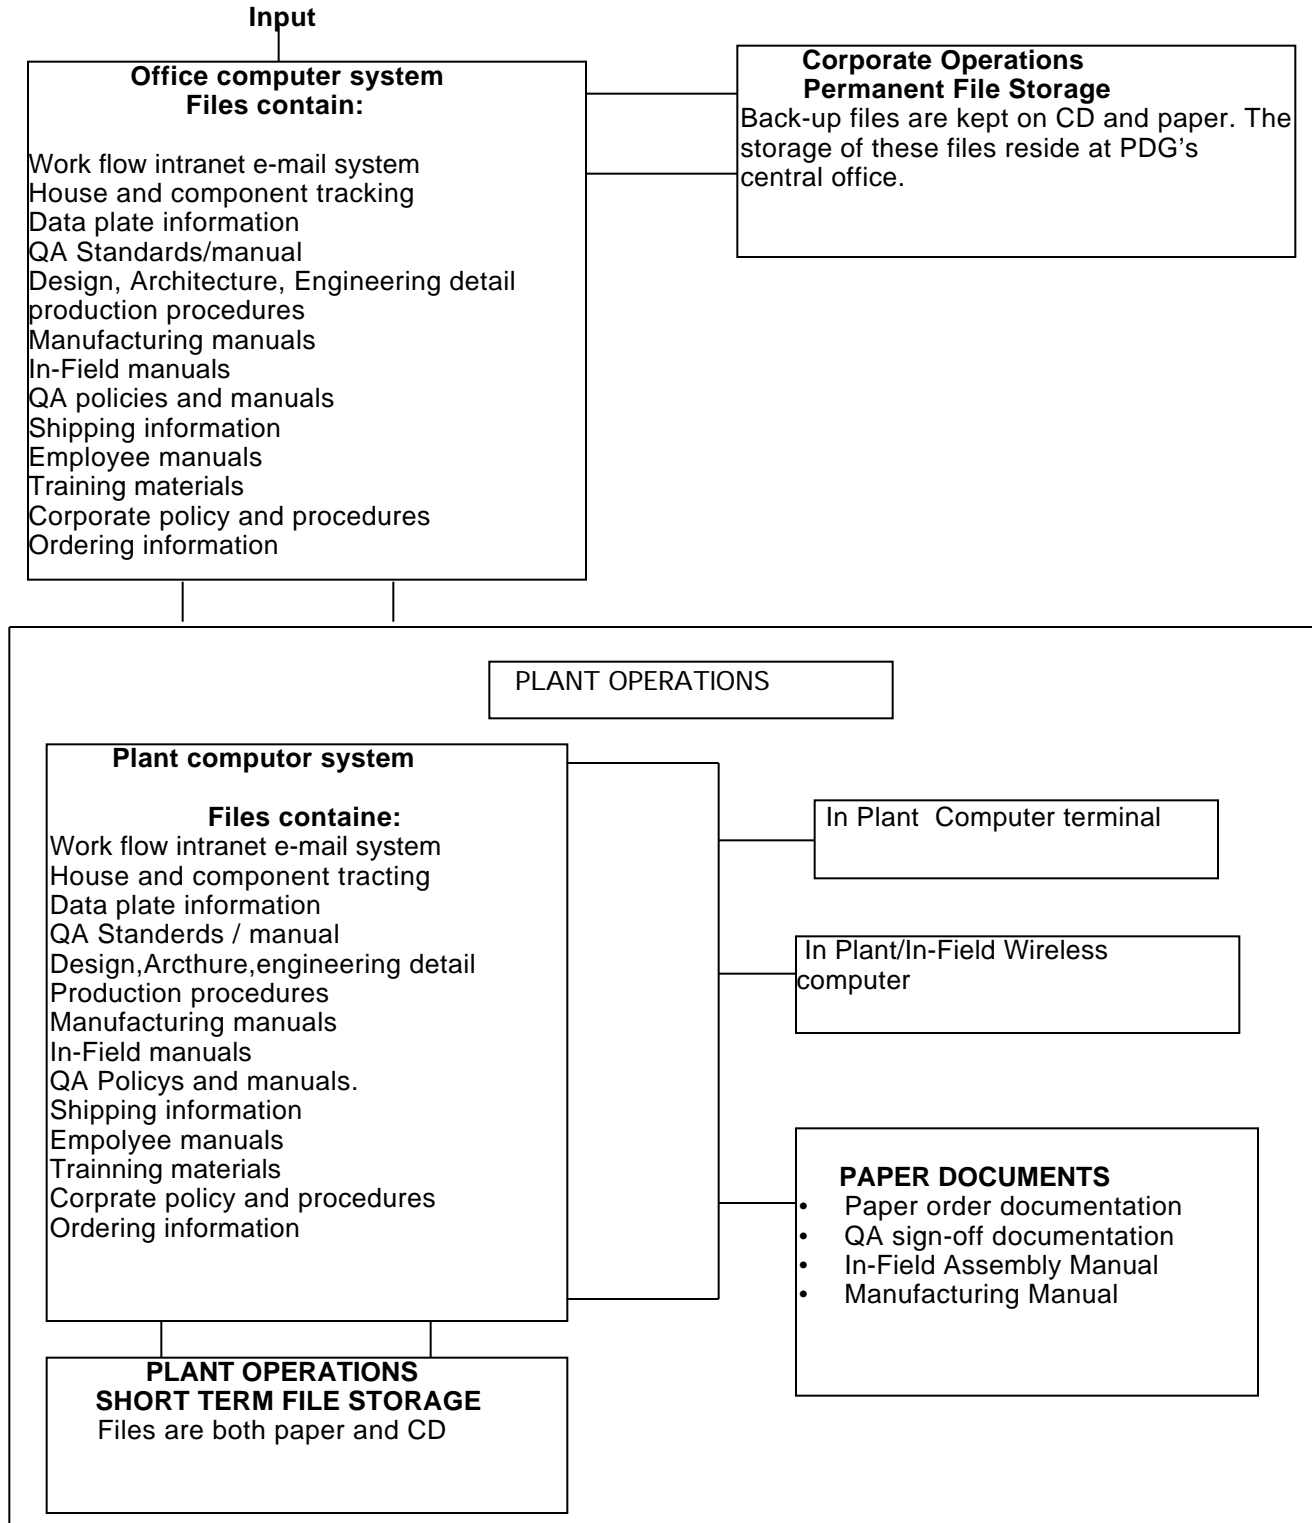 Input
Office computer system
Files contain:
Work flow intranet e-mail system
House and component tracking
Data plate information
QA Standards/manual
Design, Architecture, Engineering detail
production procedures
Manufacturing manuals
In-Field manuals
QA policies and manuals
Shipping information
Employee manuals
Training materials
Corporate policy and procedures
Ordering information
Corporate Operations
Permanent File Storage
Back-up files are kept on CD and paper. The
storage of these files reside at PDG's
central office.
PLANT OPERATIONS
Plant computor system
Files containe:
Work flow intranet e-mail system
House and component tracting
Data plate information
QA Standerds / manual
Design,Arcthure,engineering detail
Production procedures
Manufacturing manuals
In-Field manuals
QA Policys and manuals.
Shipping information
Empolyee manuals
Trainning materials
Corprate policy and procedures
Ordering information
In Plant  Computer terminal
In Plant/In-Field Wireless
computer
PAPER DOCUMENTS
• Paper order documentation
• QA sign-off documentation
• In-Field Assembly Manual
• Manufacturing Manual
PLANT OPERATIONS
SHORT TERM FILE STORAGE
Files are both paper and CD